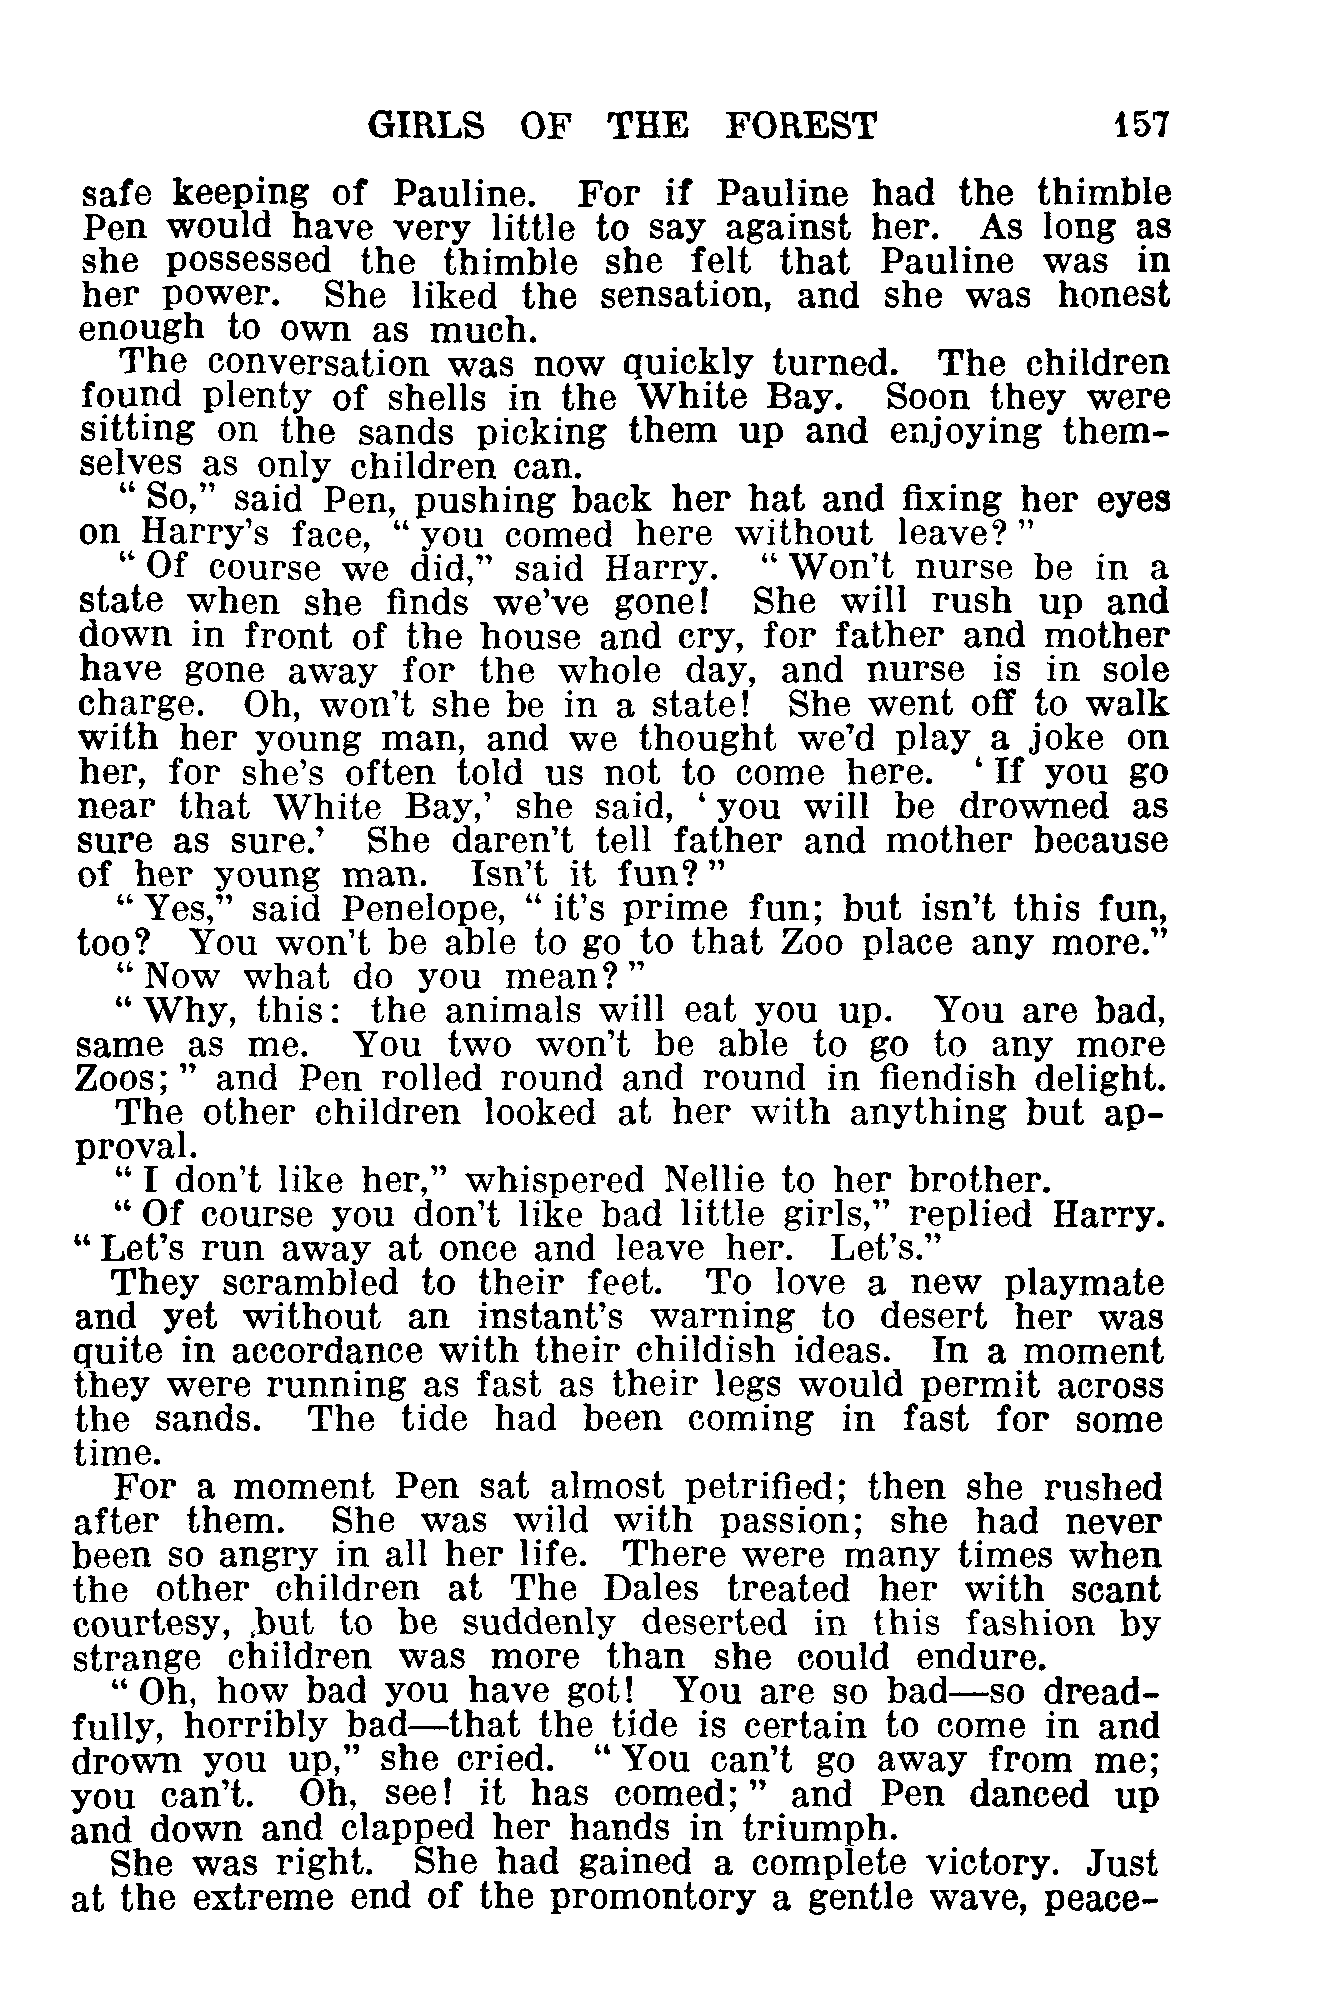 GIRLS OF THE FOREST 157
safe keeping of Pauline. For if Pauline had the thimble
Pen would have very little to say against her. As long as
she possessed the thimble she felt that Pauline was in
her power. She liked the sensation, and she was honest
enough to own as much.
The conversation was now quickly turned. The children
found plenty of shells in the White Bay. Soon they were
sitting on the sands picking them up and enjoying them-
selves as only children can.
“ So,” said Pen, pushing back her hat and fixing her eyes
on Harry’s face, “ you comed here without leave? ”
“ Of course we did,” said Harry. “ Won’t nurse be in a
state when she finds we’ve gone! She will rush up and
down in front of the house and cry, for father and mother
have gone away for the whole day, and nurse is in sole
charge. Oh, won’t she be in a state! She went off to walk
with her young man, and we thought we’d play a joke on
her, for she’s often told us not to come here. ‘ If you go
near that White Bay,’ she said, ‘ you will be drowned as
sure as sure.’ She daren’t tell father and mother because
of her young man. Isn’t it fun? ”
“ Yes,” said Penelope, “ it’s prime fun; but isn’t this fun,
too? You won’t be able to go to that Zoo place any more.”
“ Now what do you mean? ”
“ Why, this: the animals will eat you up. You are bad,
same as me. You two won’t be able to go to any more
Zoos; ” and Pen rolled round and round in fiendish delight.
The other children looked at her with anything but ap-
proval.
“ I don’t like her,” whispered Nellie to her brother.
“ Of course you don’t like bad little girls,” replied Harry.
“ Let’s run away at once and leave her. Let’s.”
They scrambled to their feet. To love a new playmate
and yet without an instant’s warning to desert her was
quite in accordance with their childish ideas. In a moment
they were running as fast as their legs would permit across
the sands. The tide had been coming in fast for some
time.
For a moment Pen sat almost petrified; then she rushed
after them. She was wild with passion; she had never
been so angry in all her life. There were many times when
the other children at The Dales treated her with scant
courtesy, but to be suddenly deserted in this fashion by
strange children was more than she could endure.
“ Oh, how bad you have got! You are so bad—so dread-
fully, horribly bad—that the tide is certain to come in and
drown you up,” she cried. “ You can’t go away from me;
you can’t. Oh, see! it has comed; ” and Pen danced up
and down and clapped her hands in triumph.
She was right. She had gained a complete victory. Just
at the extreme end of the promontory a gentle wave, peace-